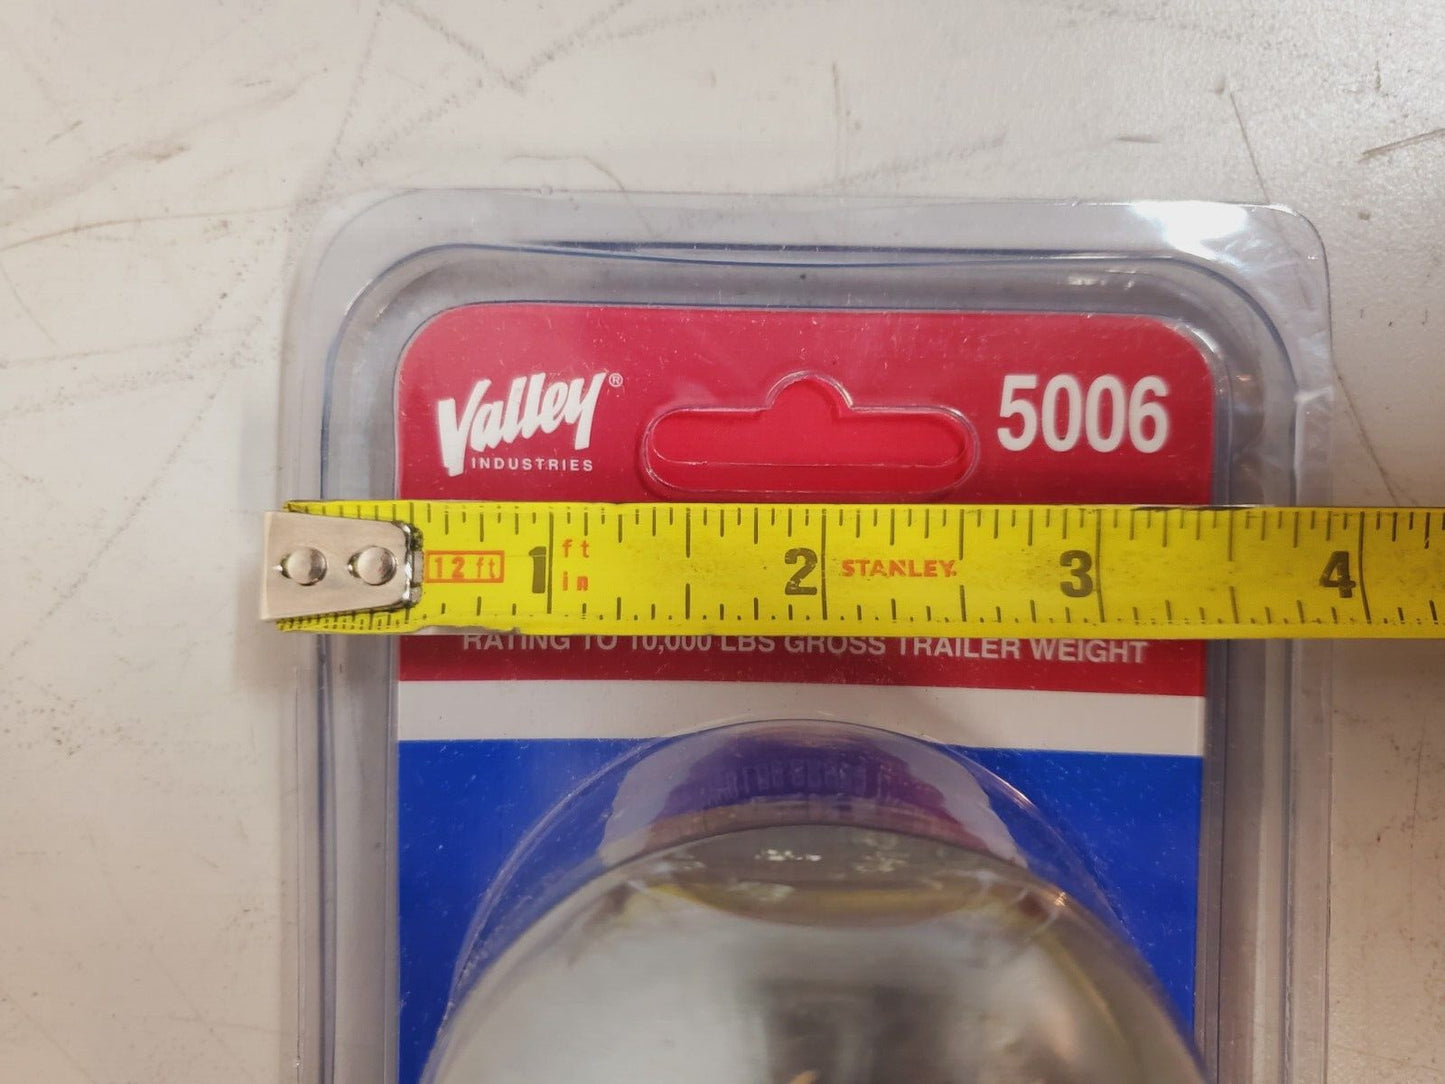 Valley®
INDUSTRIES
5006
12 ft
1
ft
in
2
STANLEY.
3
4
RATING TO 10,000 LBS GROSS TRAILER WEIGHT